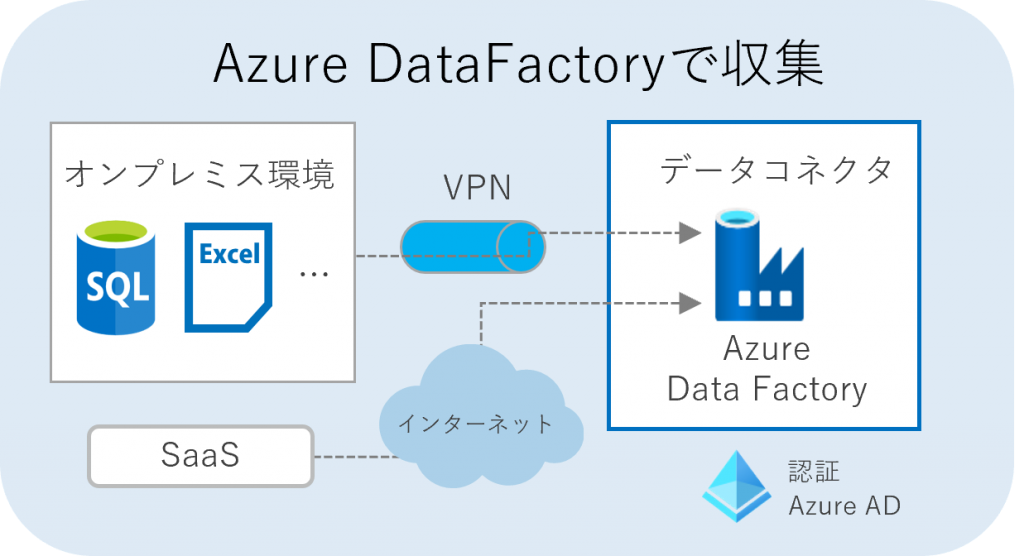 Azure DataFactoryで収集
オンプレミス環境
SQL
Excel
…
VPN
データコネクタ
Azure
Data Factory
インターネット
SaaS
認証
Azure AD